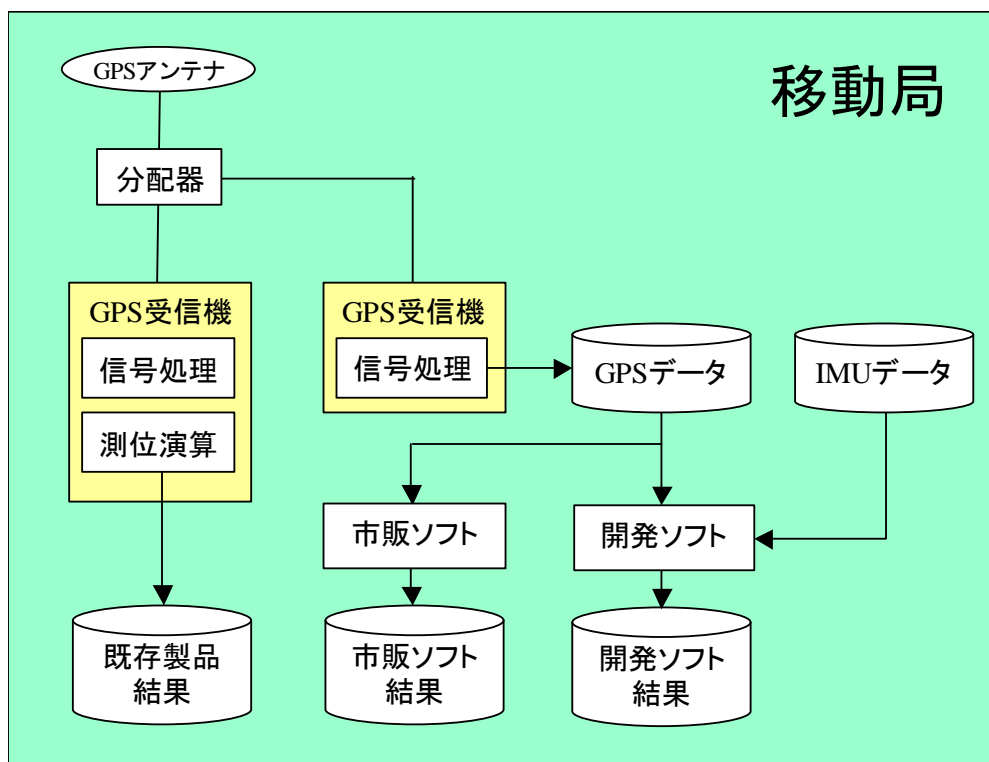 移動局
GPSアンテナ
分配器
GPS受信機
信号処理
測位演算
GPS受信機
信号処理
GPSデータ
IMUデータ
市販ソフト
開発ソフト
既存製品
結果
市販ソフト
結果
開発ソフト
結果